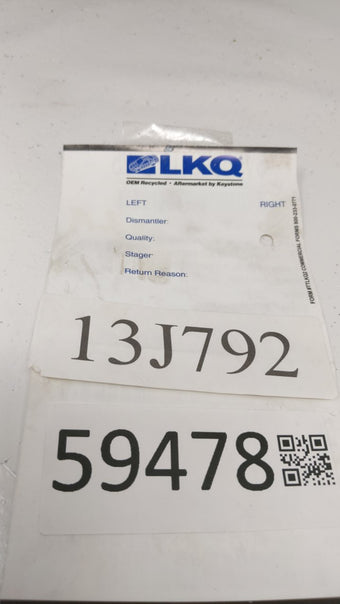 LKQ
OEM Recycled • Aftermarket by Keystone
LEFT RIGHT
Dismantler:
Quality:
Stager:
Return Reason:
13J792
59478